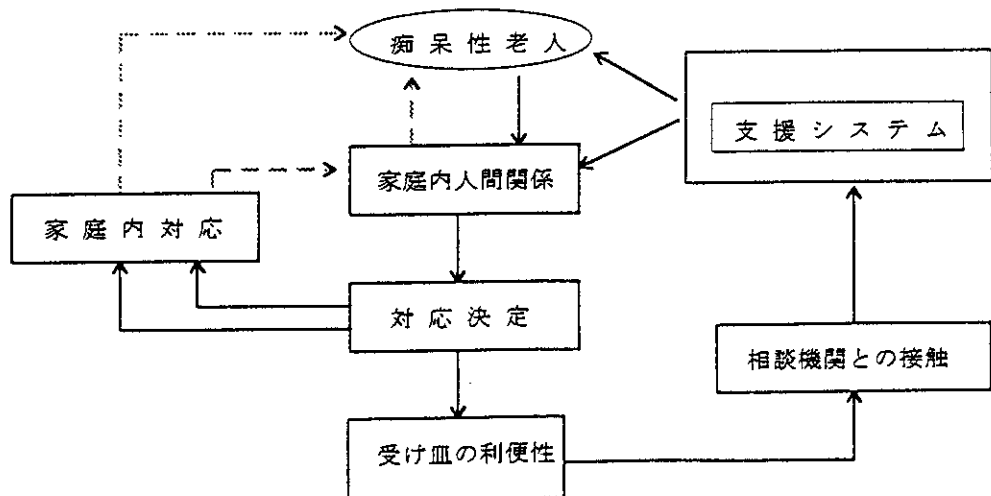 痴呆性老人
支援システム
家庭内人間関係
家庭内対応
対応決定
相談機関との接触
受け皿の利便性